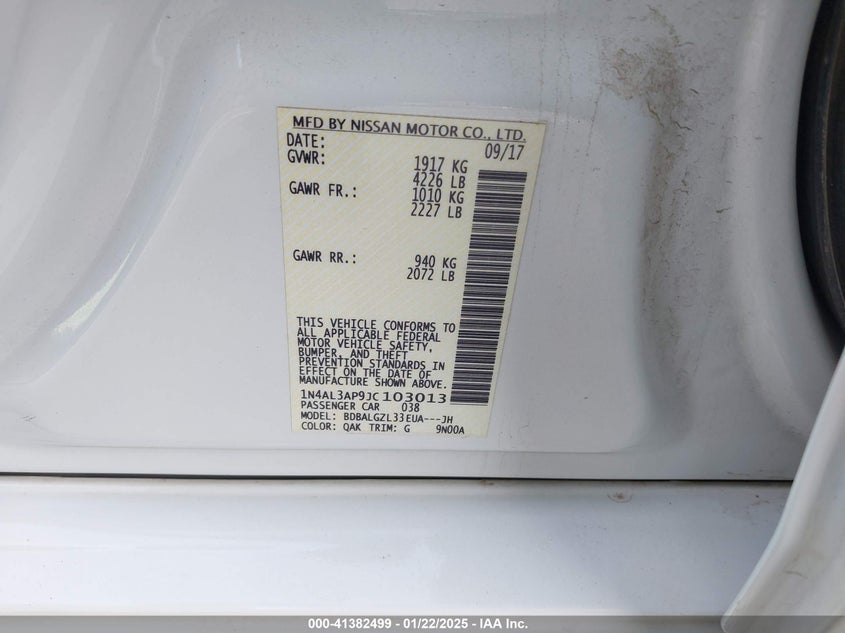 MFD BY NISSAN MOTOR CO., LTD.
DATE: 09/17
GVWR: 1917 KG
4226 LB
GAWR FR.: 1010 KG
2227 LB
GAWR RR.: 940 KG
2072 LB
THIS VEHICLE CONFORMS TO
ALL APPLICABLE FEDERAL
MOTOR VEHICLE SAFETY,
BUMPER, AND THEFT
PREVENTION STANDARDS IN
EFFECT ON THE DATE OF
MANUFACTURE SHOWN ABOVE.
1N4AL3AP9JC103013
PASSENGER CAR 038
MODEL: BDBALGZL33EUA---JH
COLOR: QAK TRIM: G 9N00A
000-41382499 - 01/22/2025 - IAA Inc.